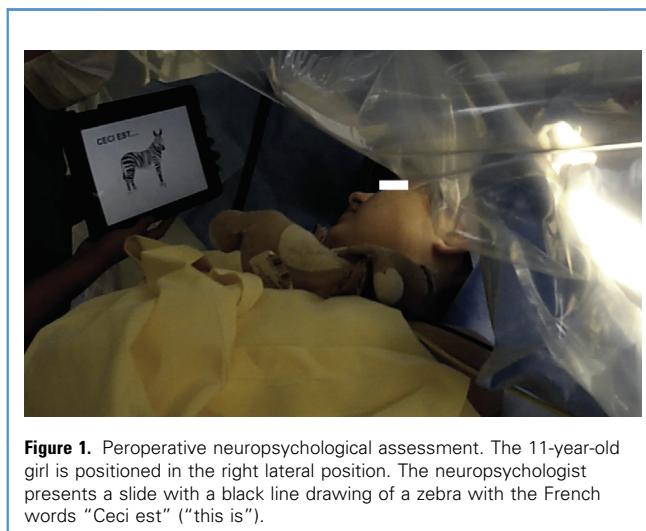 CECI EST...
Figure 1. Peroperative neuropsychological assessment. The 11-year-old
girl is positioned in the right lateral position. The neuropsychologist
presents a slide with a black line drawing of a zebra with the French
words “Ceci est” (“this is”).